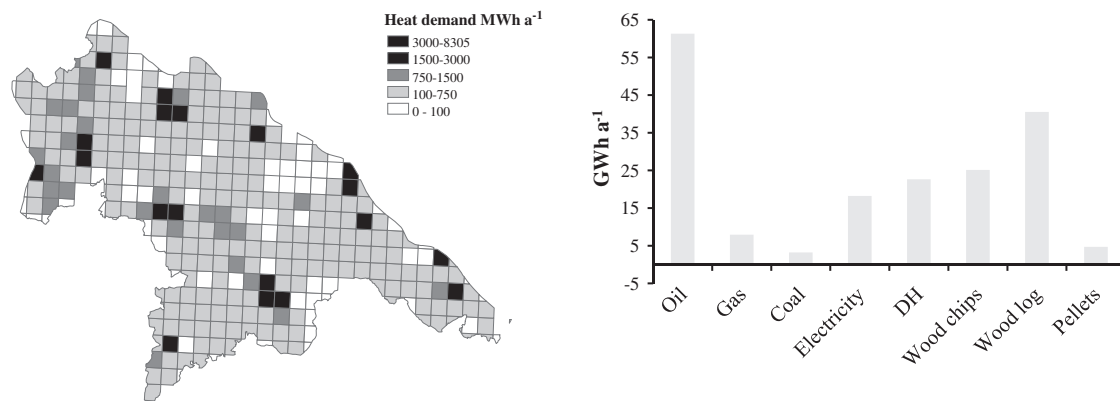 Heat demand MWh a⁻¹
3000-8305
1500-3000
750-1500
100-750
0 - 100
65
55
45
35
25
15
5
-5
GWh a⁻¹
Oil
Gas
Coal
Electricity
DH
Wood chips
Wood log
Pellets